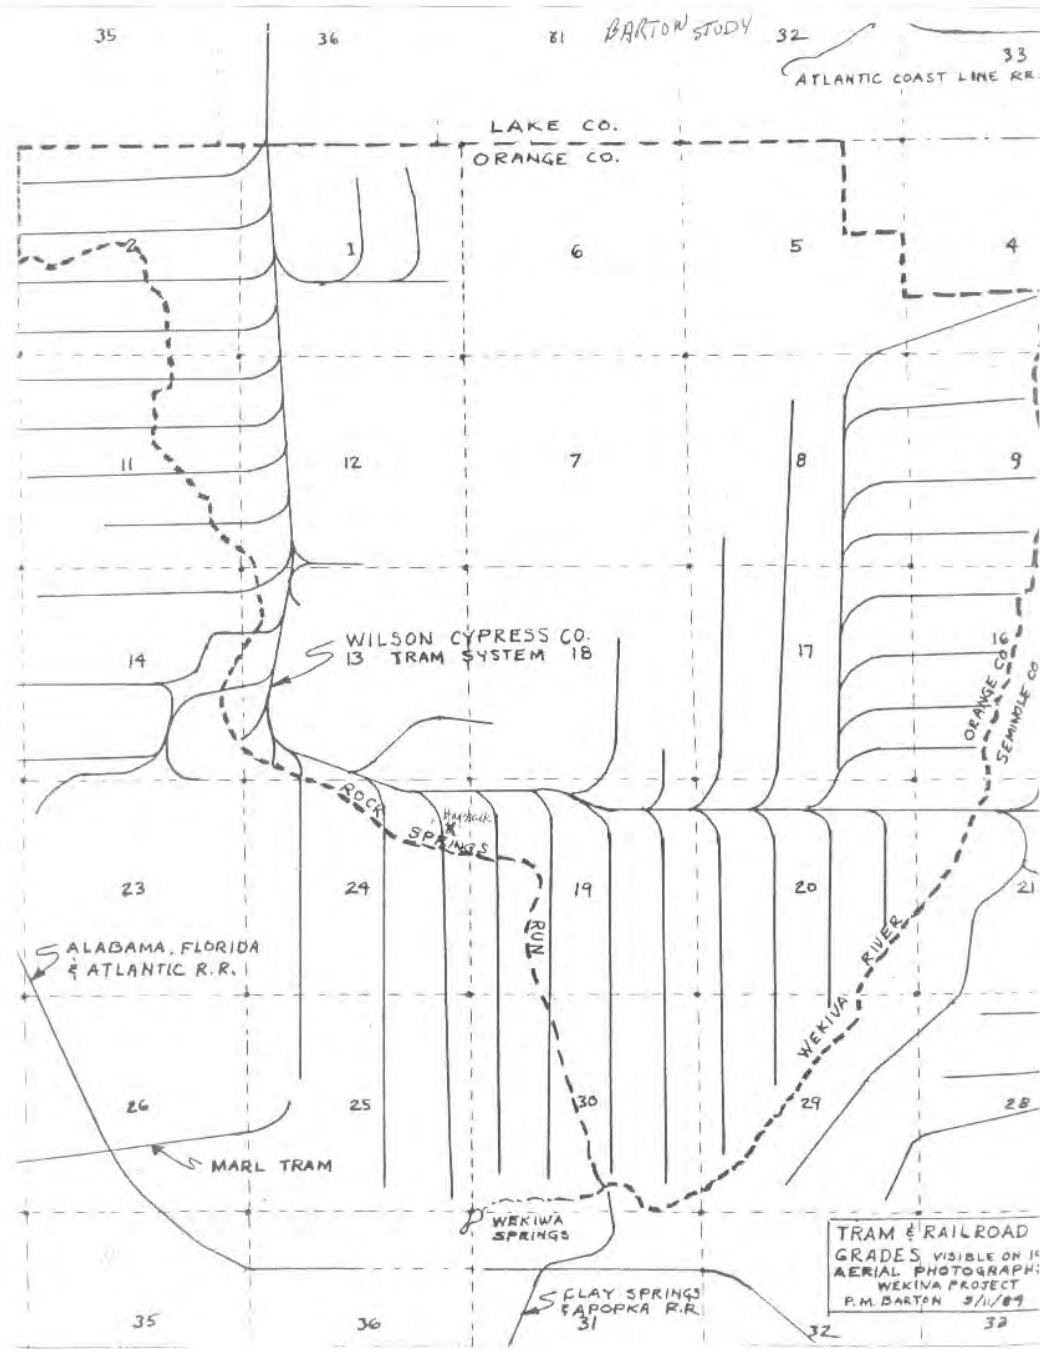 35 36 31 BARTON STUDY 32
33
ATLANTIC COAST LINE RR.
LAKE CO.
ORANGE CO.
2 1 6 5 4
11 12 7 8 9
WILSON CYPRESS CO.
13 TRAM SYSTEM 18
14 17 16
ORANGE CO
SEMINOLE CO
ROCK
Haystack
SPRINGS
RUN
23 24 19 20 21
ALABAMA, FLORIDA
& ATLANTIC R.R.
WEKIVA RIVER
26 25 30 29 28
MARL TRAM
WEKIWA
SPRINGS
TRAM & RAILROAD
GRADES VISIBLE ON
AERIAL PHOTOGRAPHS
WEKIVA PROJECT
P.M. BARTON
CLAY SPRINGS
& APOPKA R.R.
35 36 31 32